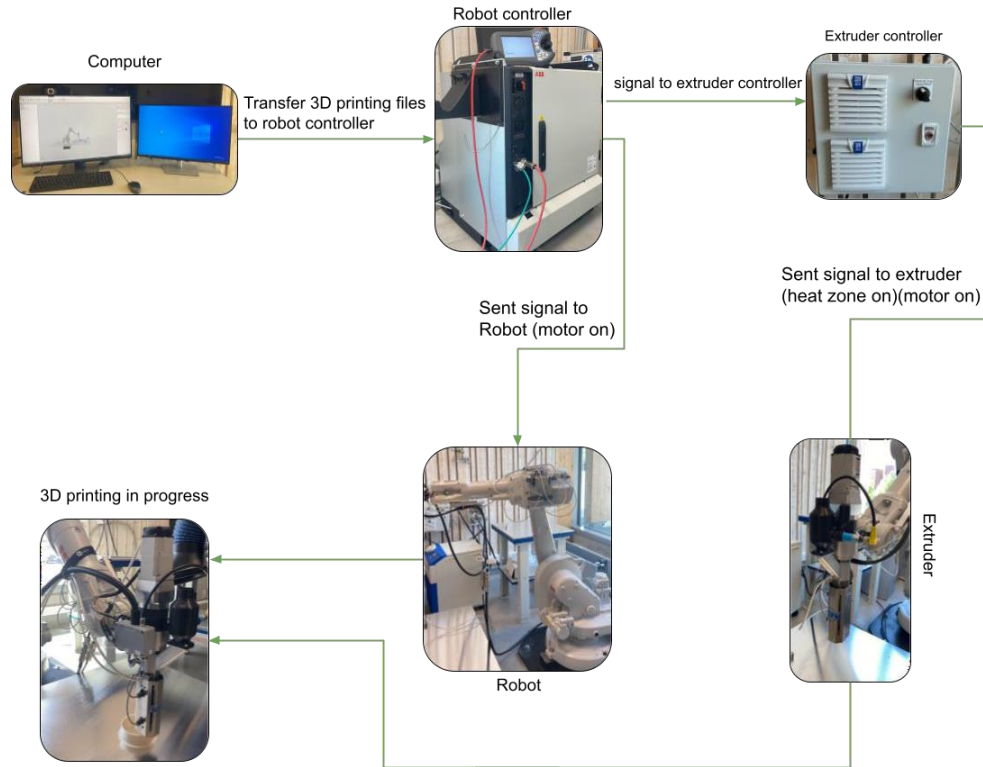 Robot controller
Extruder controller
Computer
Transfer 3D printing files
to robot controller
signal to extruder controller
ABB
Sent signal to
Robot (motor on)
Sent signal to extruder
(heat zone on)(motor on)
3D printing in progress
Extruder
Robot